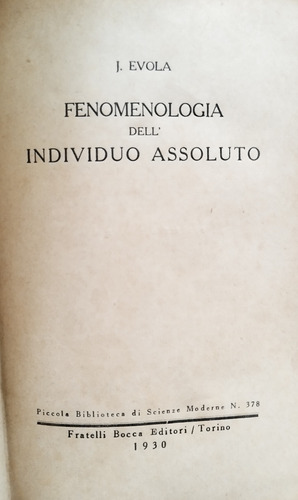 J. EVOLA
FENOMENOLOGIA
DELL'
INDIVIDUO ASSOLUTO
Piccola Biblioteca di Scienze Moderne N. 378
Fratelli Bocca Editori / Torino
1930